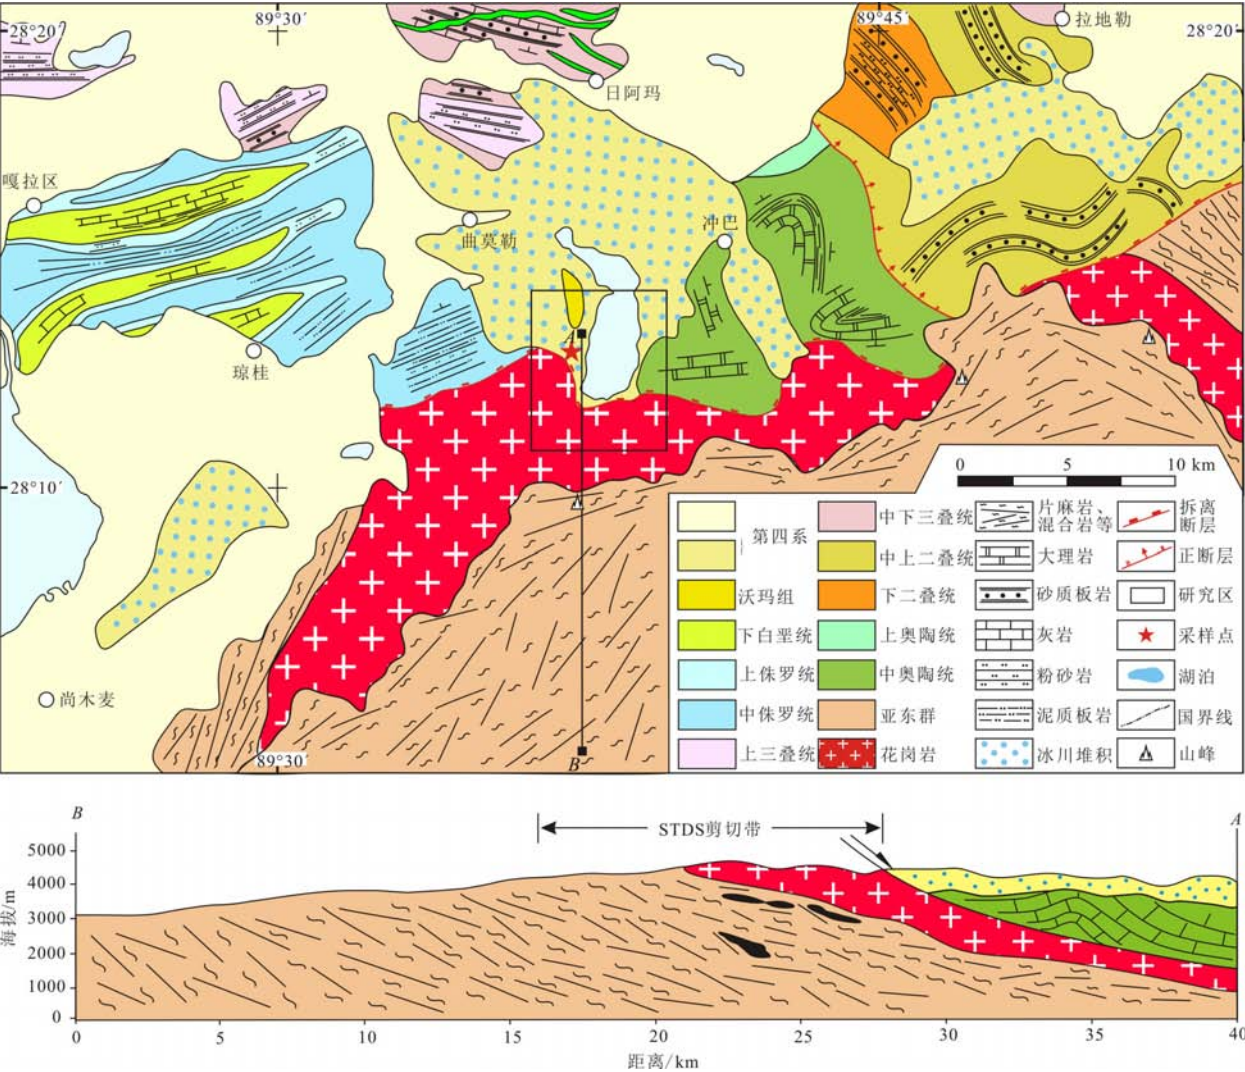 89°30′
89°45′
28°20′
拉地勒
28°20′
日阿玛
嘎拉区
冲巴
曲莫勒
A
琼桂
28°10′
0 5 10 km
第四系
沃玛组
下白垩统
上侏罗统
中侏罗统
上三叠统
中下三叠统
中上二叠统
下二叠统
上奥陶统
中奥陶统
亚东群
花岗岩
片麻岩、
混合岩等
大理岩
砂质板岩
灰岩
粉砂岩
泥质板岩
冰川堆积
拆离
断层
正断层
研究区
采样点
湖泊
国界线
山峰
尚木麦
89°30′
B
B
A
STDS剪切带
5000
4000
3000
2000
1000
0
海拔/m
0 5 10 15 20 25 30 35 40
距离/km